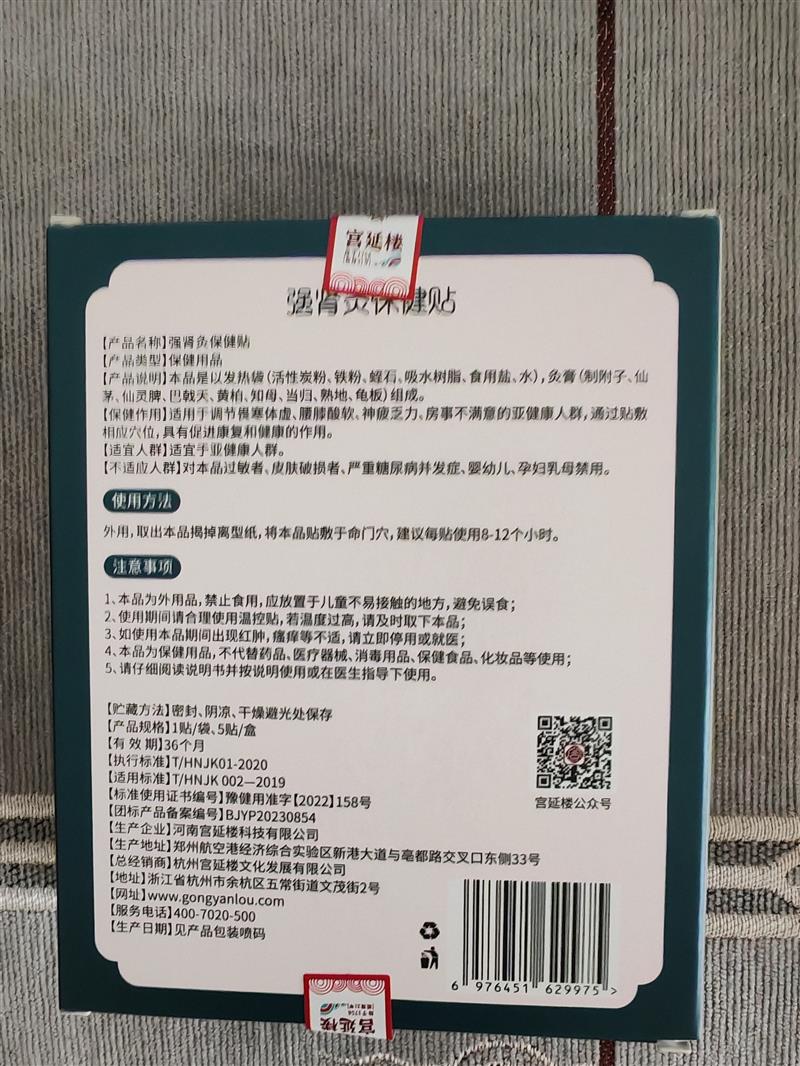 宫延楼
强肾灸保健贴
【产品名称】强肾灸保健贴
【产品类型】保健用品
【产品说明】本品是以发热袋(活性炭粉、铁粉、蛭石、吸水树脂、食用盐、水),灸膏(制附子、仙
茅、仙灵脾、巴戟天、黄柏、知母、当归、熟地、龟板)组成。
【保健作用】适用于调节畏寒体虚、腰膝酸软、神疲乏力、房事不满意的亚健康人群,通过贴敷
相应穴位,具有促进康复和健康的作用。
【适宜人群】适宜于亚健康人群。
【不适应人群】对本品过敏者、皮肤破损者、严重糖尿病并发症、婴幼儿、孕妇乳母禁用。
使用方法
外用,取出本品揭掉离型纸,将本品贴敷于命门穴,建议每贴使用8-12个小时。
注意事项
1、本品为外用品,禁止食用,应放置于儿童不易接触的地方,避免误食;
2、使用期间请合理使用温控贴,若温度过高,请及时取下本品;
3、如使用本品期间出现红肿,瘙痒等不适,请立即停用或就医;
4、本品为保健用品,不代替药品、医疗器械、消毒用品、保健食品、化妆品等使用;
5、请仔细阅读说明书并按说明使用或在医生指导下使用。
【贮藏方法】密封、阴凉、干燥避光处保存
【产品规格】1贴/袋、5贴/盒
【有 效 期】36个月
【执行标准】T/HNJK01-2020
【适用标准】T/HNJK 002—2019
【标准使用证书编号】豫健用准字【2022】158号
【团标产品备案编号】BJYP20230854
【生产企业】河南宫延楼科技有限公司
【生产地址】郑州航空港经济综合实验区新港大道与亳都路交叉口东侧33号
【总经销商】杭州宫延楼文化发展有限公司
【地址】浙江省杭州市余杭区五常街道文茂街2号
【网址】www.gongyanlou.com
【服务电话】400-7020-500
【生产日期】见产品包装喷码
宫延楼公众号
6 976451 629975 >
宫延楼